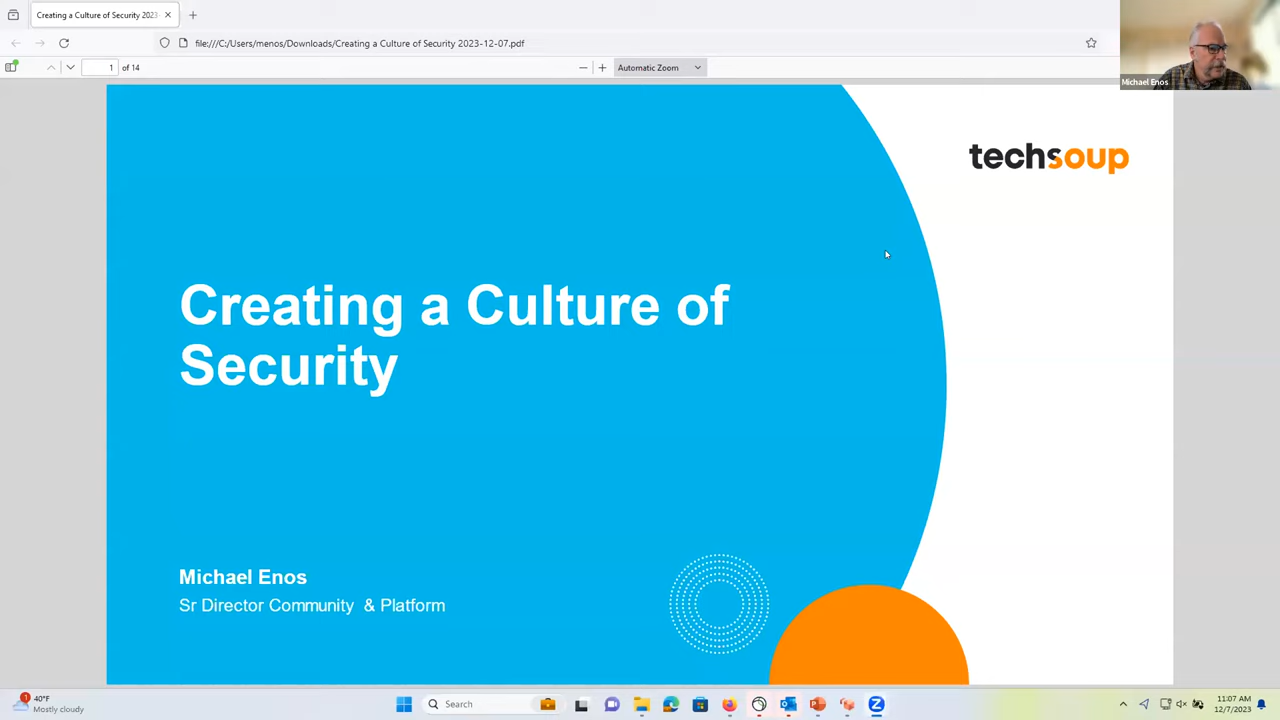 Creating a Culture of Security 2023-
file:///C:/Users/menos/Downloads/Creating a Culture of Security 2023-12-07.pdf
1 of 14
Automatic Zoom
Michael Enos
techsoup
Creating a Culture of
Security
Michael Enos
Sr Director Community & Platform
1
40°F
Mostly cloudy
Search
11:07 AM
12/7/2023